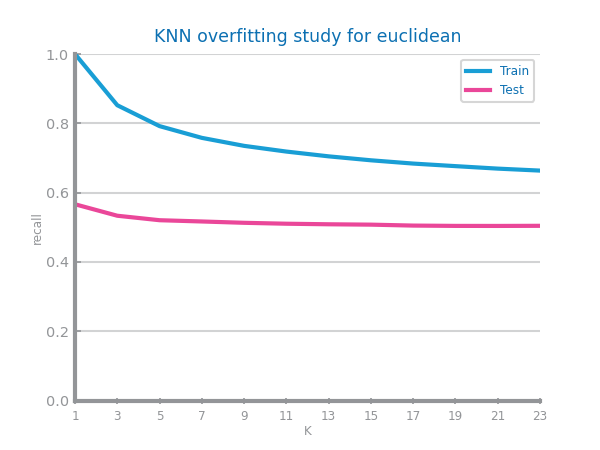 KNN overfitting study for euclidean
1.0
0.8
0.6
0.4
0.2
0.0
recall
Train
Test
1 3 5 7 9 11 13 15 17 19 21 23
K